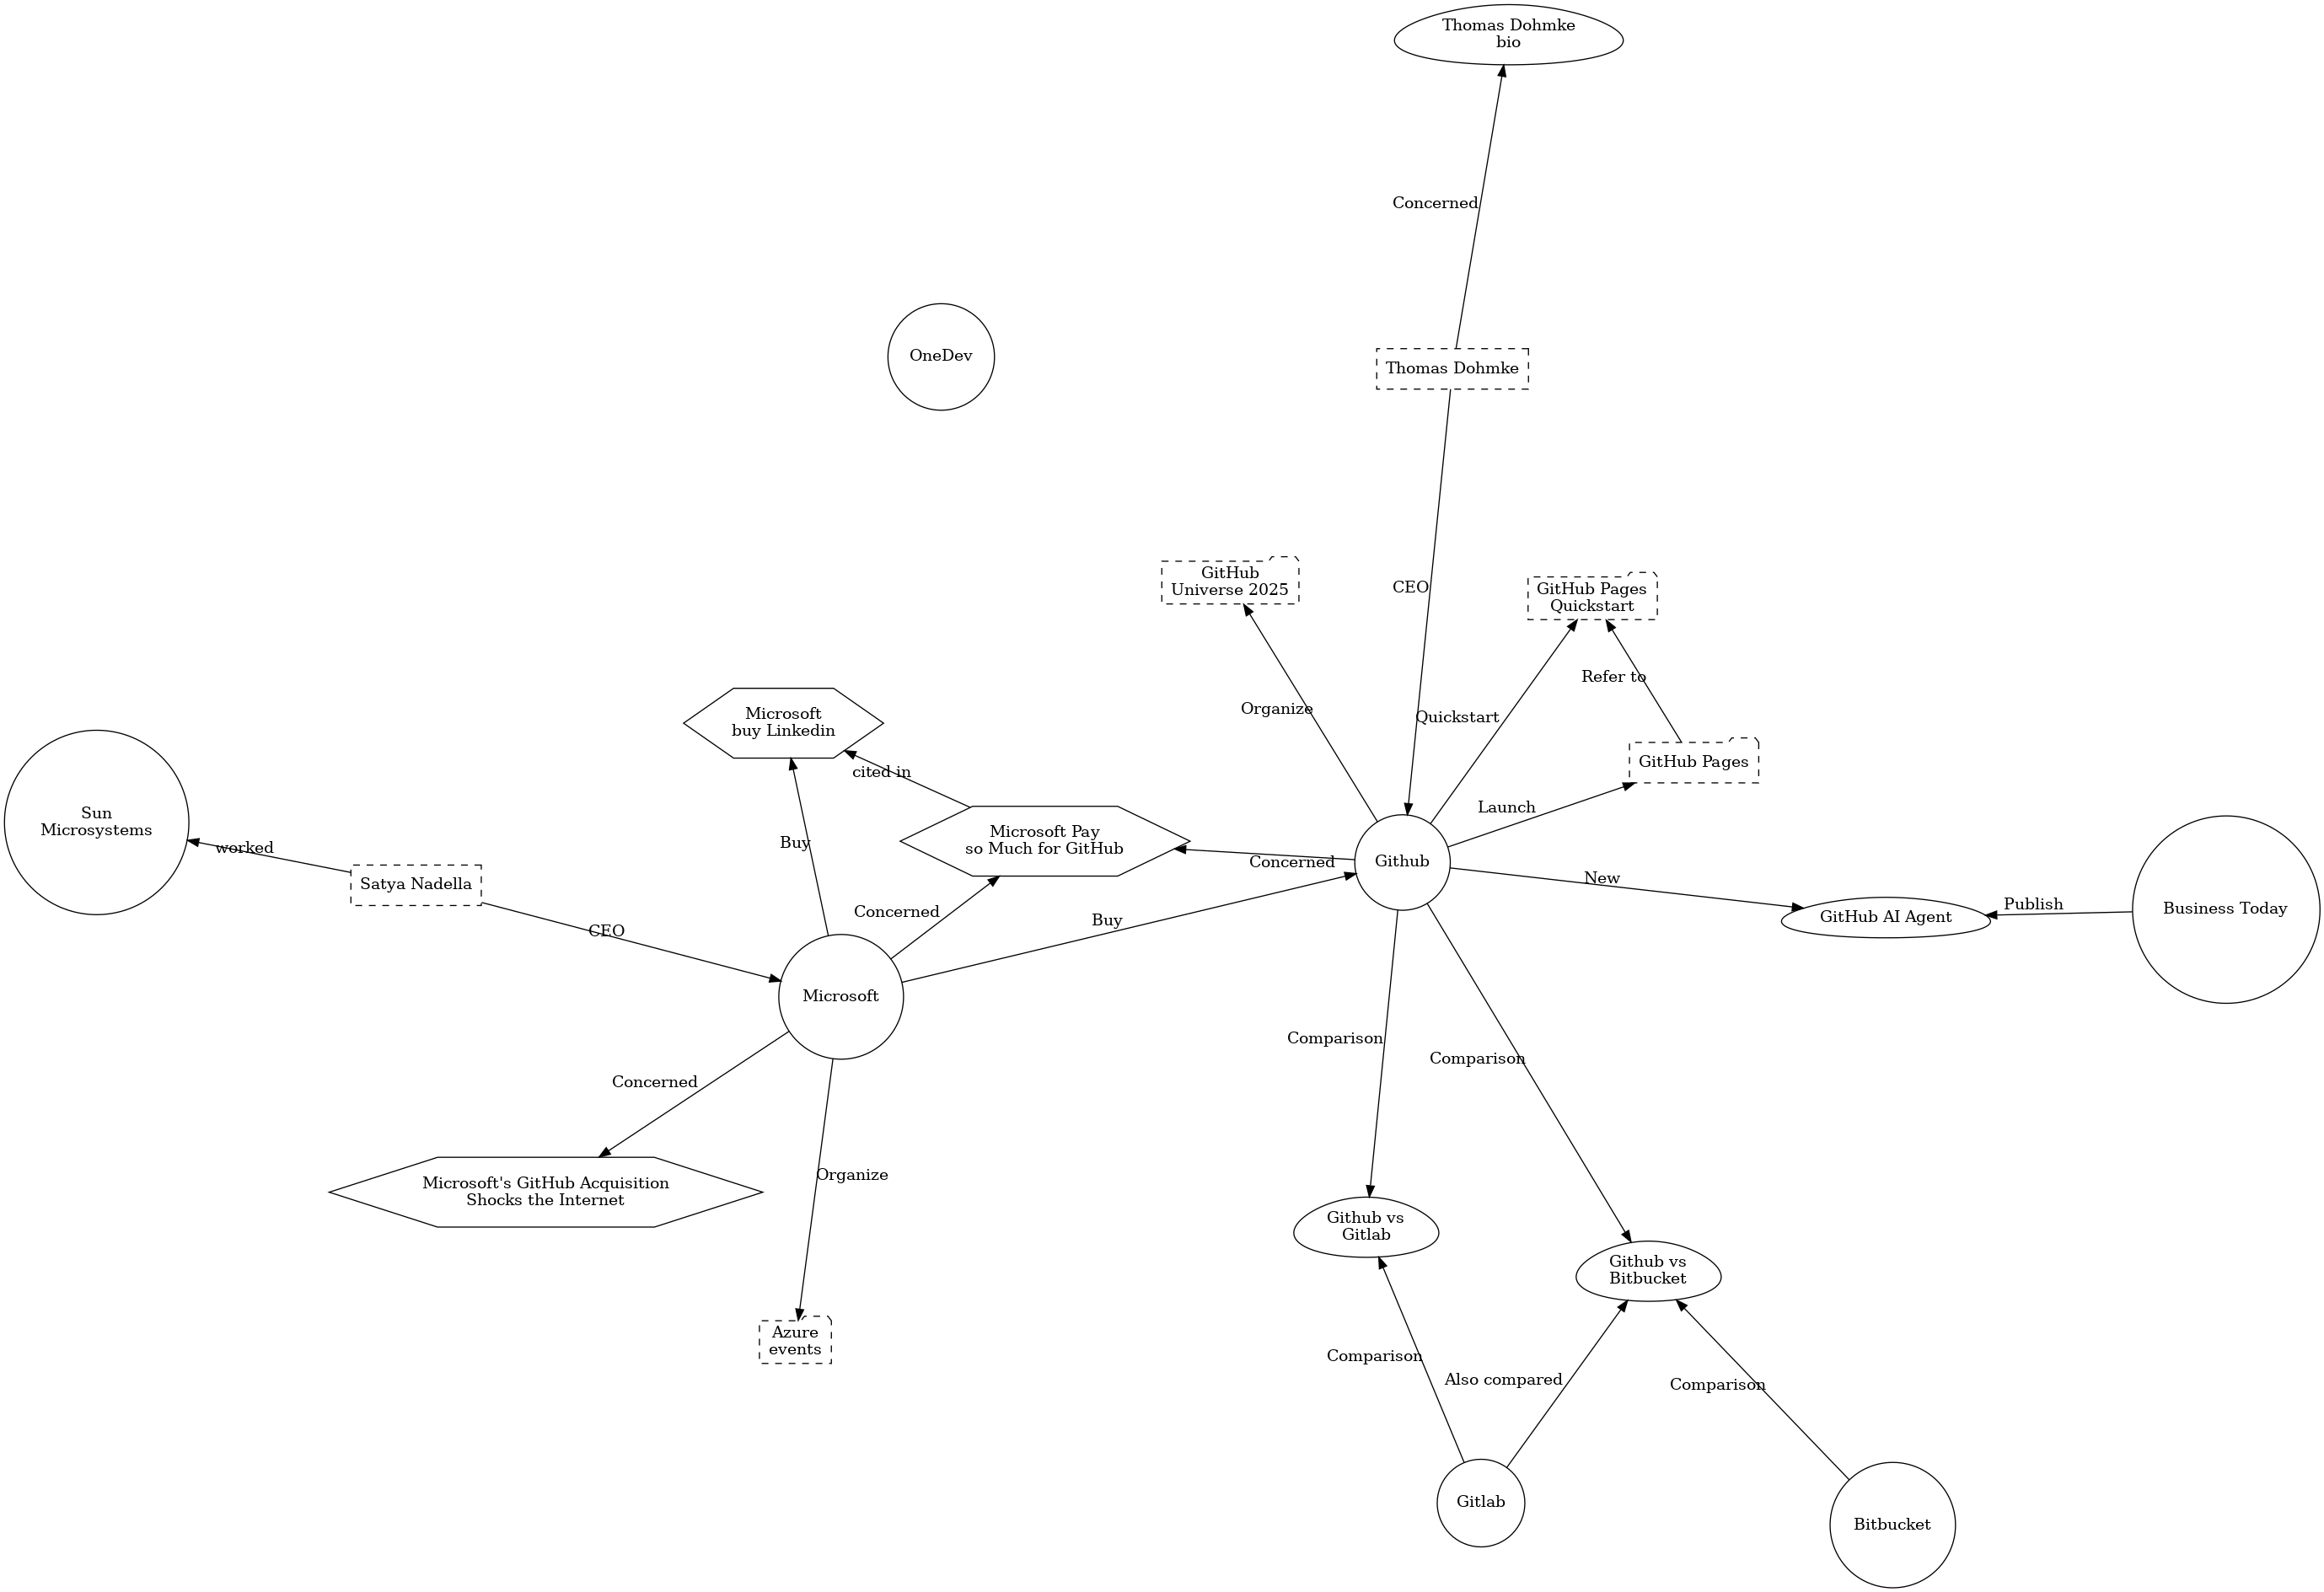 Thomas Dohmke
bio
Concerned
OneDev
Thomas Dohmke
GitHub
Universe 2025
CEO
GitHub Pages
Quickstart
Refer to
Organize
Quickstart
Microsoft
buy Linkedin
cited in
GitHub Pages
Launch
Sun
Microsystems
worked
Buy
Microsoft Pay
so Much for GitHub
Concerned
Github
Satya Nadella
CEO
Concerned
Buy
New
GitHub AI Agent
Publish
Business Today
Microsoft
Concerned
Comparison
Comparison
Microsoft's GitHub Acquisition
Shocks the Internet
Organize
Github vs
Gitlab
Github vs
Bitbucket
Azure
events
Comparison
Also compared
Comparison
Gitlab
Bitbucket